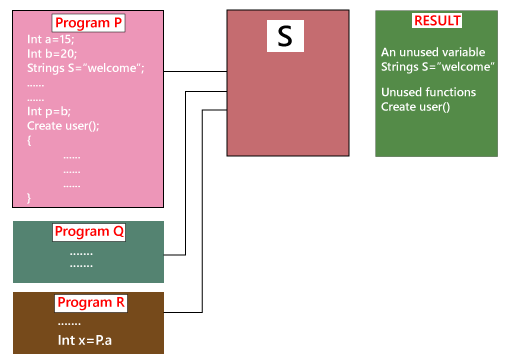 Program P
Int a=15;
Int b=20;
Strings S=“welcome”;
......
......
Int p=b;
Create user();
{
......
......
......
}
Program Q
.......
.......
Program R
.......
Int x=P.a
S
RESULT
An unused variable
Strings S=“welcome”
Unused functions
Create user()